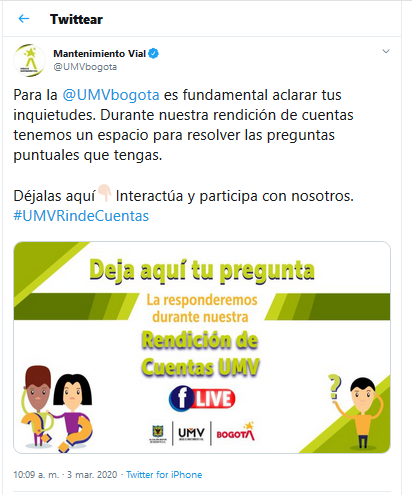 Twittear
Mantenimiento Vial
@UMVbogota
Para la @UMVbogota es fundamental aclarar tus
inquietudes. Durante nuestra rendición de cuentas
tenemos un espacio para resolver las preguntas
puntuales que tengas.
Déjalas aquí👇🏻 Interactúa y participa con nosotros.
#UMVRindeCuentas
Deja aquí tu pregunta
La responderemos
durante nuestra
Rendición de
Cuentas UMV
f LIVE
?
? ?
UMV
BOGOTÁ
10:09 a. m. · 3 mar. 2020 · Twitter for iPhone